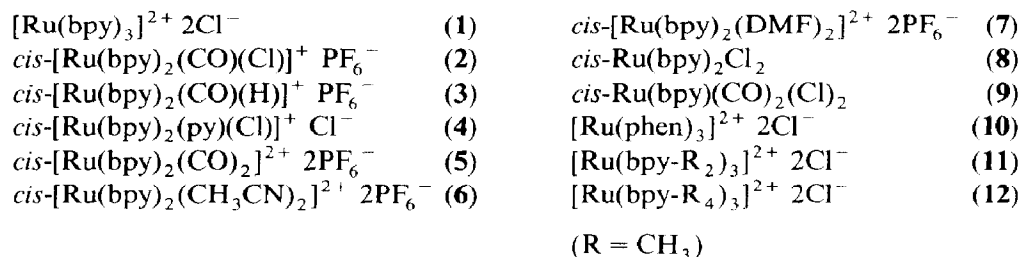 [Ru(bpy)₃]²⁺ 2Cl⁻ (1)
cis-[Ru(bpy)₂(CO)(Cl)]⁺ PF₆⁻ (2)
cis-[Ru(bpy)₂(CO)(H)]⁺ PF₆⁻ (3)
cis-[Ru(bpy)₂(py)(Cl)]⁺ Cl⁻ (4)
cis-[Ru(bpy)₂(CO)₂]²⁺ 2PF₆⁻ (5)
cis-[Ru(bpy)₂(CH₃CN)₂]²⁺ 2PF₆⁻ (6)
cis-[Ru(bpy)₂(DMF)₂]²⁺ 2PF₆⁻ (7)
cis-Ru(bpy)₂Cl₂ (8)
cis-Ru(bpy)(CO)₂(Cl)₂ (9)
[Ru(phen)₃]²⁺ 2Cl⁻ (10)
[Ru(bpy-R₂)₃]²⁺ 2Cl⁻ (11)
[Ru(bpy-R₄)₃]²⁺ 2Cl⁻ (12)
(R = CH₃)